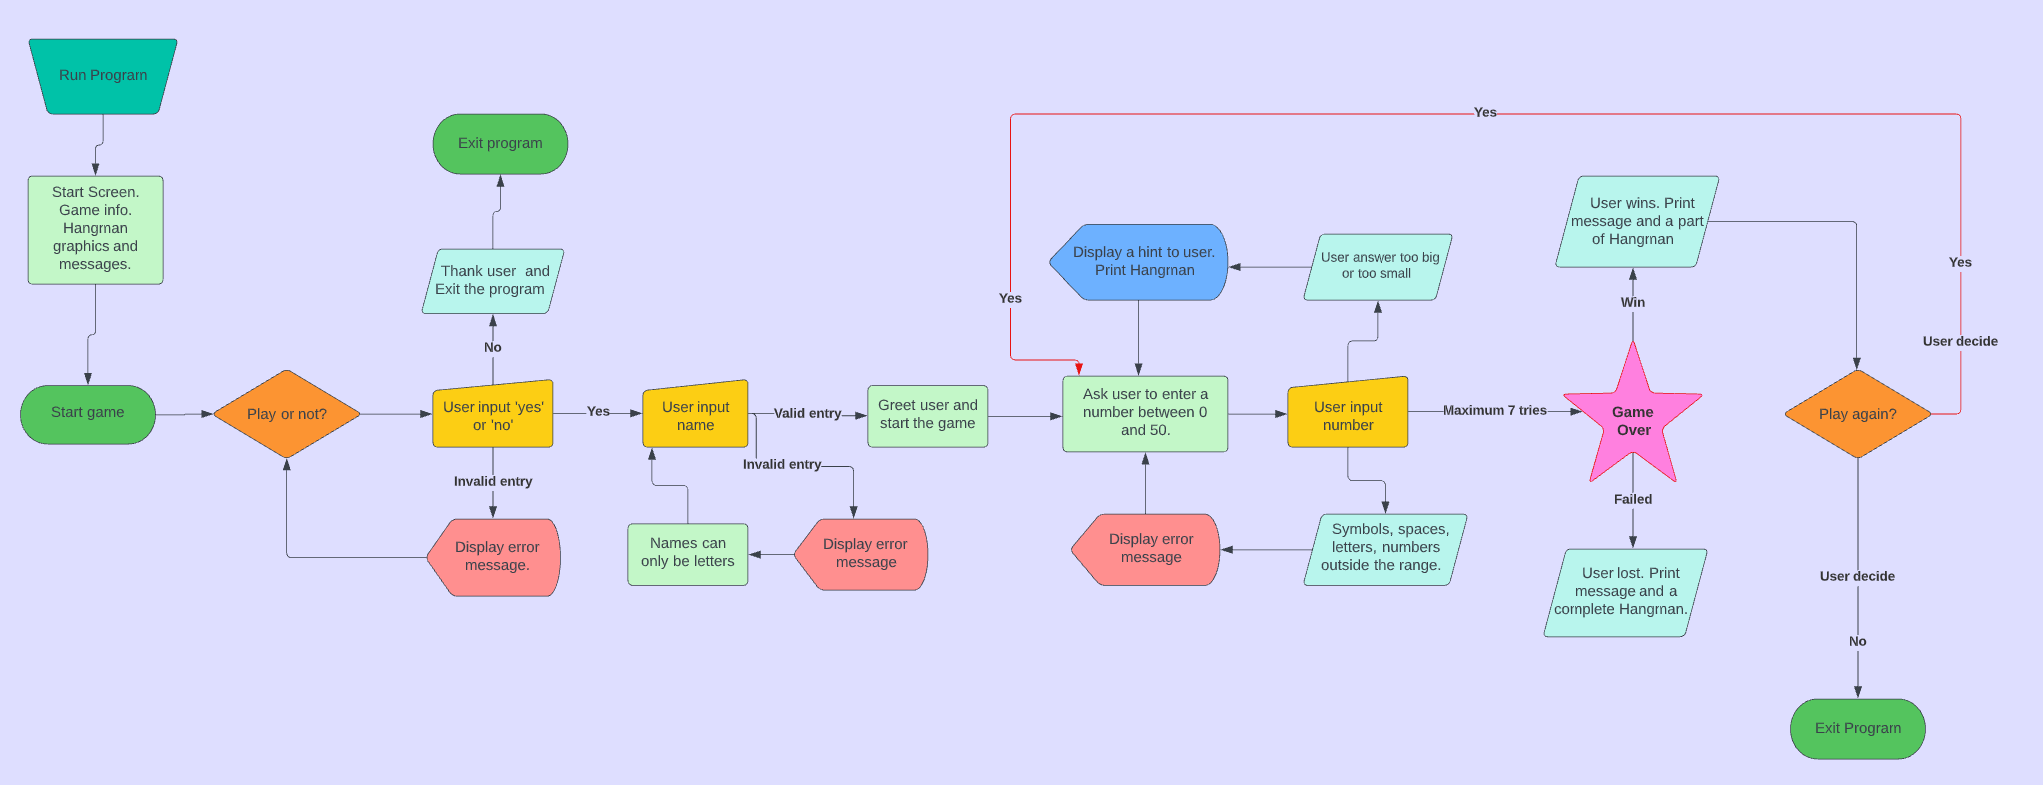 Run Program
Start Screen.
Game info.
Hangman
graphics and
messages.
Start game
Play or not?
Exit program
Thank user and
Exit the program
No
User input 'yes'
or 'no'
Invalid entry
Display error
message.
Yes
User input
name
Valid entry
Invalid entry
Names can
only be letters
Display error
message
Greet user and
start the game
Yes
Yes
Display a hint to user.
Print Hangman
User answer too big
or too small
Ask user to enter a
number between 0
and 50.
User input
number
Display error
message
Symbols, spaces,
letters, numbers
outside the range.
Maximum 7 tries
User wins. Print
message and a part
of Hangman
Win
Game
Over
Failed
User lost. Print
message and a
complete Hangman.
Yes
User decide
Play again?
User decide
No
Exit Program